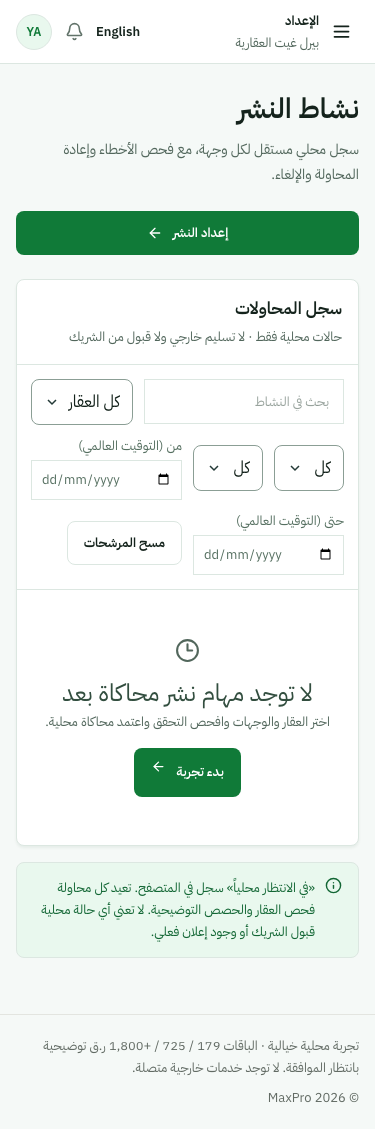 الإعداد
بيرل غيت العقارية
English
YA
نشاط النشر
سجل محلي مستقل لكل وجهة، مع فحص الأخطاء وإعادة
المحاولة والإلغاء.
إعداد النشر
سجل المحاولات
حالات محلية فقط · لا تسليم خارجي ولا قبول من الشريك
بحث في النشاط
كل العقار
كل
كل
من (التوقيت العالمي)
dd/mm/yyyy
حتى (التوقيت العالمي)
dd/mm/yyyy
مسح المرشحات
لا توجد مهام نشر محاكاة بعد
اختر العقار والوجهات وافحص التحقق واعتمد محاكاة محلية.
بدء تجربة
«في الانتظار محلياً» سجل في المتصفح. تعيد كل محاولة
فحص العقار والحصص التوضيحية. لا تعني أي حالة محلية
قبول الشريك أو وجود إعلان فعلي.
تجربة محلية خيالية · الباقات 179 / 725 / +1,800 ر.ق توضيحية
بانتظار الموافقة. لا توجد خدمات خارجية متصلة.
© 2026 MaxPro